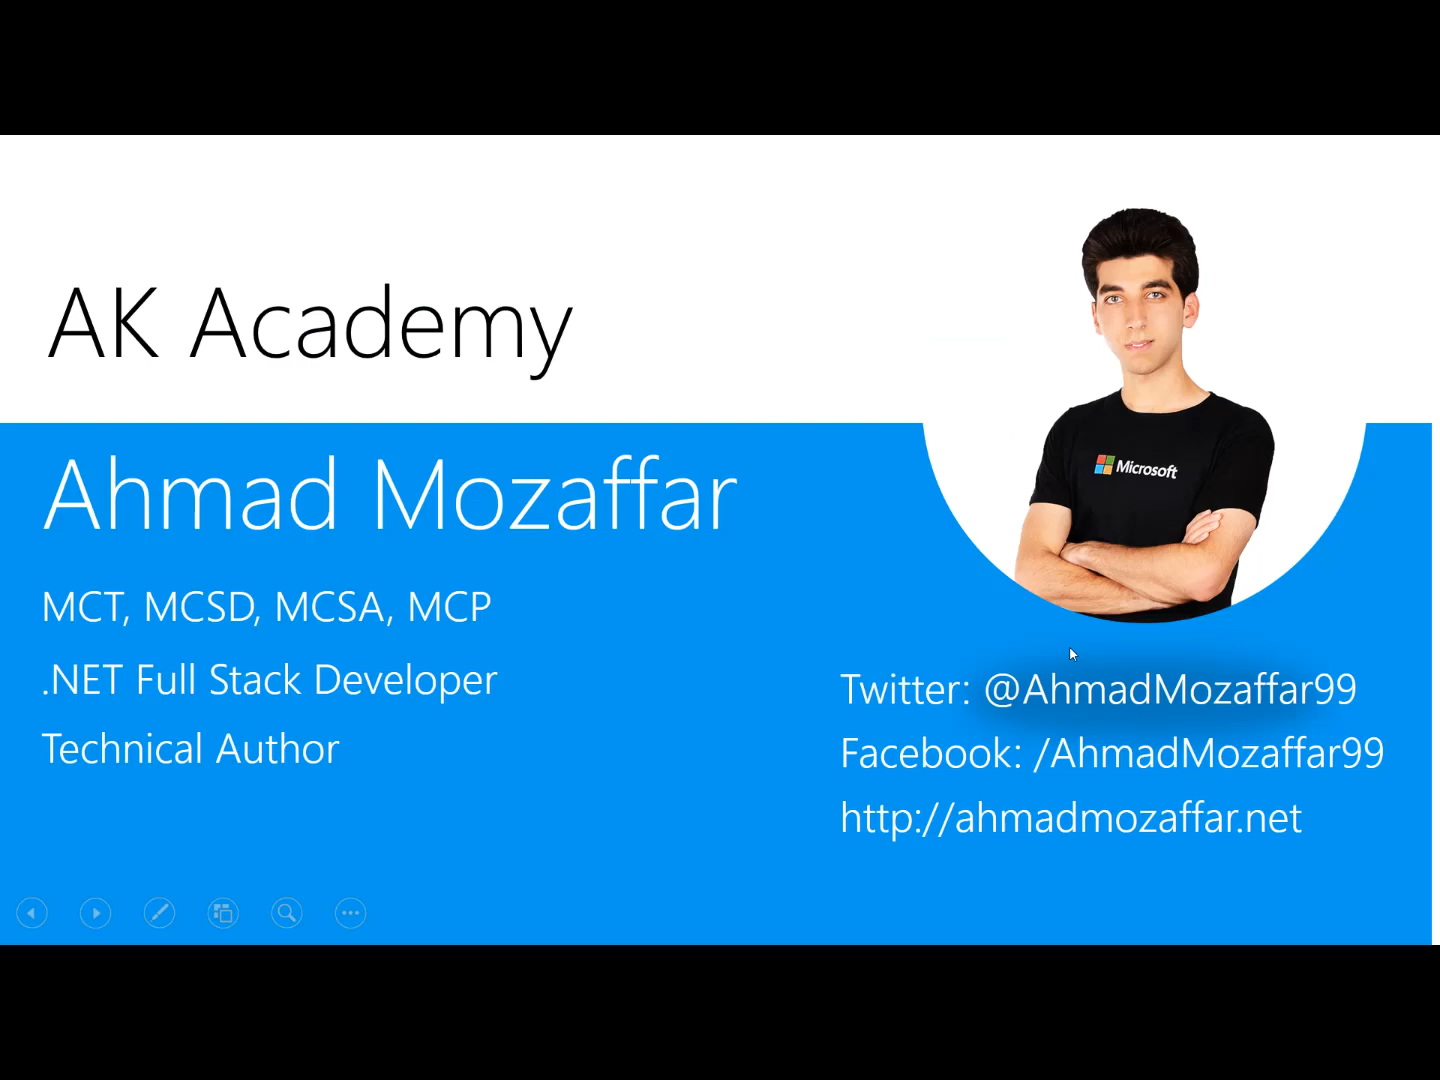 AK Academy
Microsoft
Ahmad Mozaffar
MCT, MCSD, MCSA, MCP
.NET Full Stack Developer
Technical Author
Twitter: @AhmadMozaffar99
Facebook: /AhmadMozaffar99
http://ahmadmozaffar.net